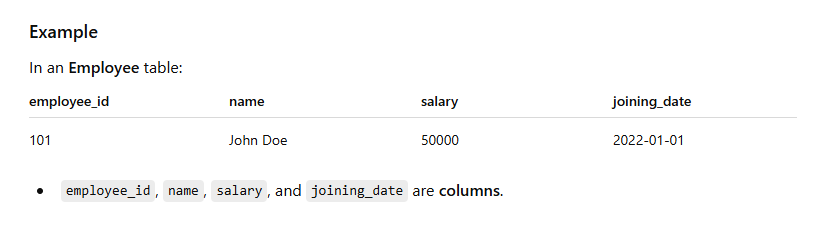 Example
In an Employee table:
employee_id name salary joining_date
101 John Doe 50000 2022-01-01
• employee_id, name, salary, and joining_date are columns.